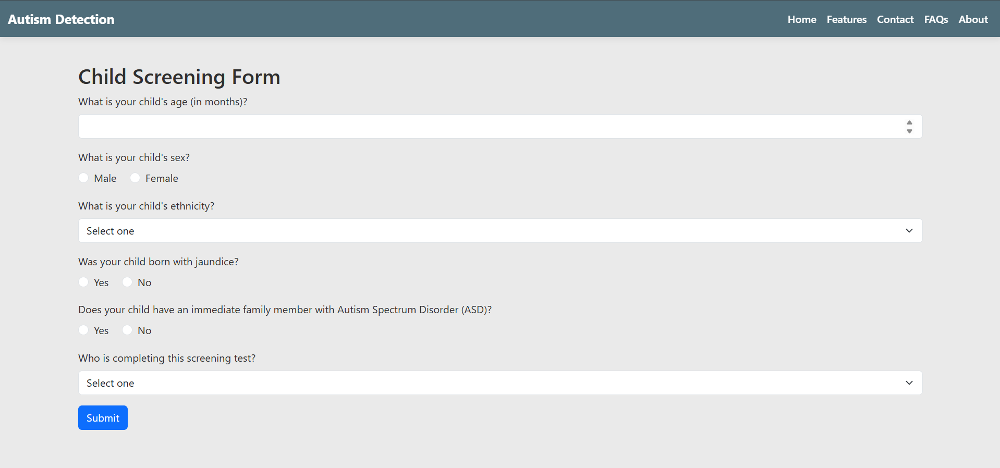 Autism Detection
Home Features Contact FAQs About
Child Screening Form
What is your child's age (in months)?
What is your child's sex?
Male Female
What is your child's ethnicity?
Select one
Was your child born with jaundice?
Yes No
Does your child have an immediate family member with Autism Spectrum Disorder (ASD)?
Yes No
Who is completing this screening test?
Select one
Submit